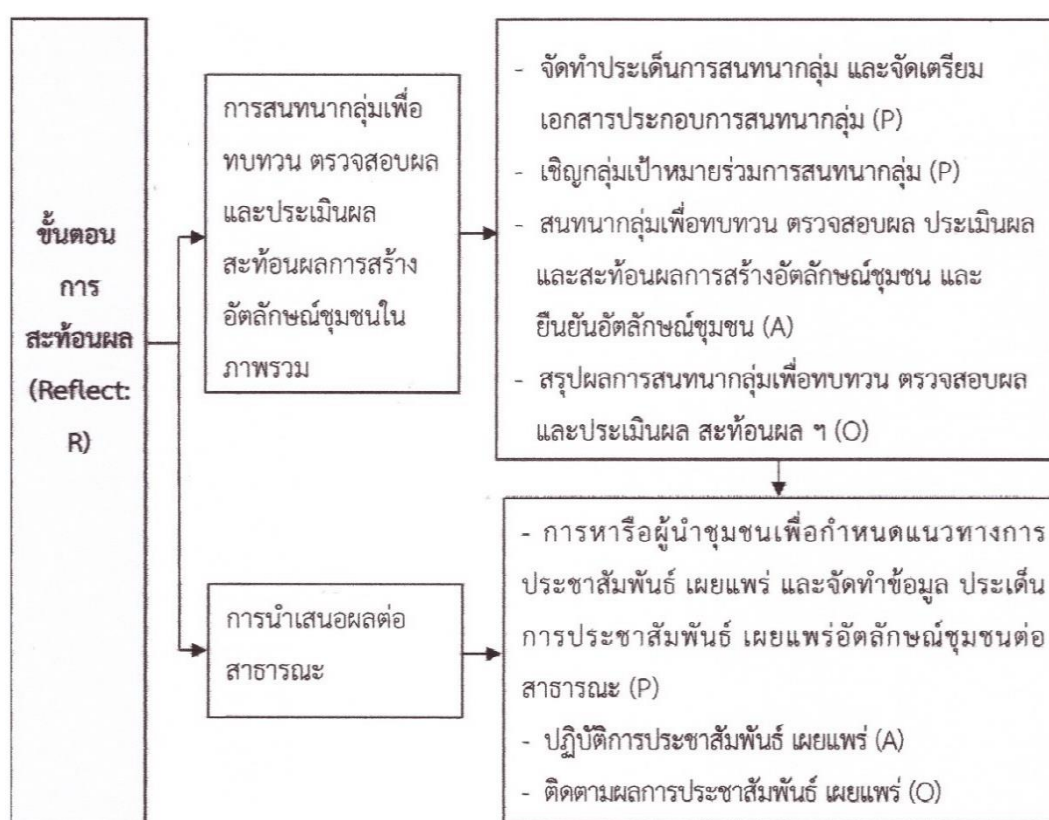 ขั้นตอน
การ
สะท้อนผล
(Reflect:
R)
การสนทนากลุ่มเพื่อ
ทบทวน ตรวจสอบผล
และประเมินผล
สะท้อนผลการสร้าง
อัตลักษณ์ชุมชนใน
ภาพรวม
- จัดทำประเด็นการสนทนากลุ่ม และจัดเตรียม
เอกสารประกอบการสนทนากลุ่ม (P)
- เชิญกลุ่มเป้าหมายร่วมการสนทนากลุ่ม (P)
- สนทนากลุ่มเพื่อทบทวน ตรวจสอบผล ประเมินผล
และสะท้อนผลการสร้างอัตลักษณ์ชุมชน และ
ยืนยันอัตลักษณ์ชุมชน (A)
- สรุปผลการสนทนากลุ่มเพื่อทบทวน ตรวจสอบผล
และประเมินผล สะท้อนผล ฯ (O)
การนำเสนอผลต่อ
สาธารณะ
- การหารือผู้นำชุมชนเพื่อกำหนดแนวทางการ
ประชาสัมพันธ์ เผยแพร่ และจัดทำข้อมูล ประเด็น
การประชาสัมพันธ์ เผยแพร่อัตลักษณ์ชุมชนต่อ
สาธารณะ (P)
- ปฏิบัติการประชาสัมพันธ์ เผยแพร่ (A)
- ติดตามผลการประชาสัมพันธ์ เผยแพร่ (O)